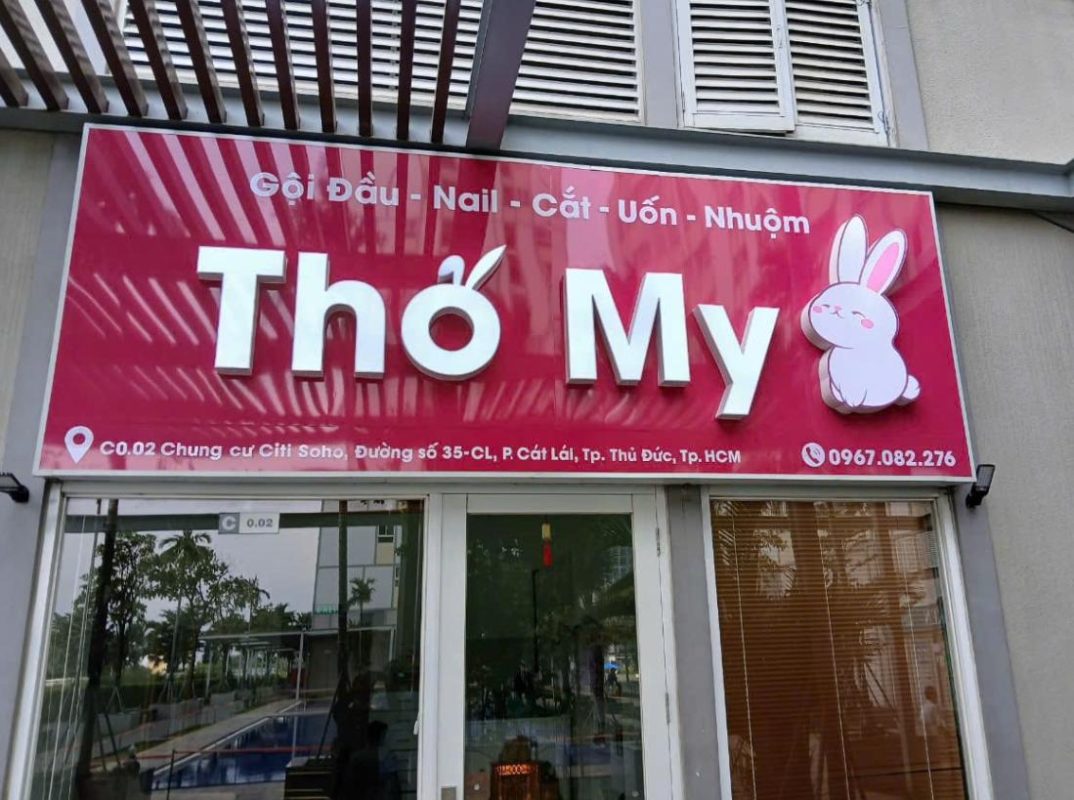 Gội Đầu - Nail - Cắt - Uốn - Nhuộm
Thỏ My
C0.02 Chung cư Citi Soho, Đường số 35-CL, P. Cát Lái, Tp. Thủ Đức, Tp. HCM
0967.082.276
C 0.02